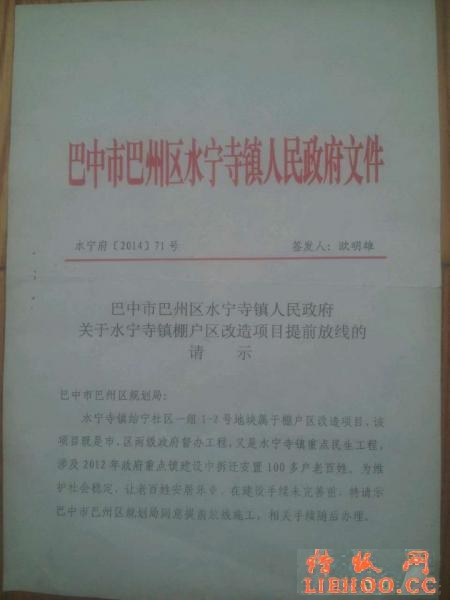 巴中市巴州区水宁寺镇人民政府文件
水宁府〔2014〕71号 签发人：欧明雄
巴中市巴州区水宁寺镇人民政府
关于水宁寺镇棚户区改造项目提前放线的
请 示
巴中市巴州区规划局：
水宁寺镇始宁社区一组1-2号地块属于棚户区改造项目，该
项目既是市、区两级政府督办工程，又是水宁寺镇重点民生工程，
涉及2012年政府重点镇建设中拆迁安置100多户老百姓。为维
护社会稳定，让老百姓安居乐业，在建设手续未完善前，特请示
巴中市巴州区规划局同意提前放线施工，相关手续随后办理。
LIEHOO.CC